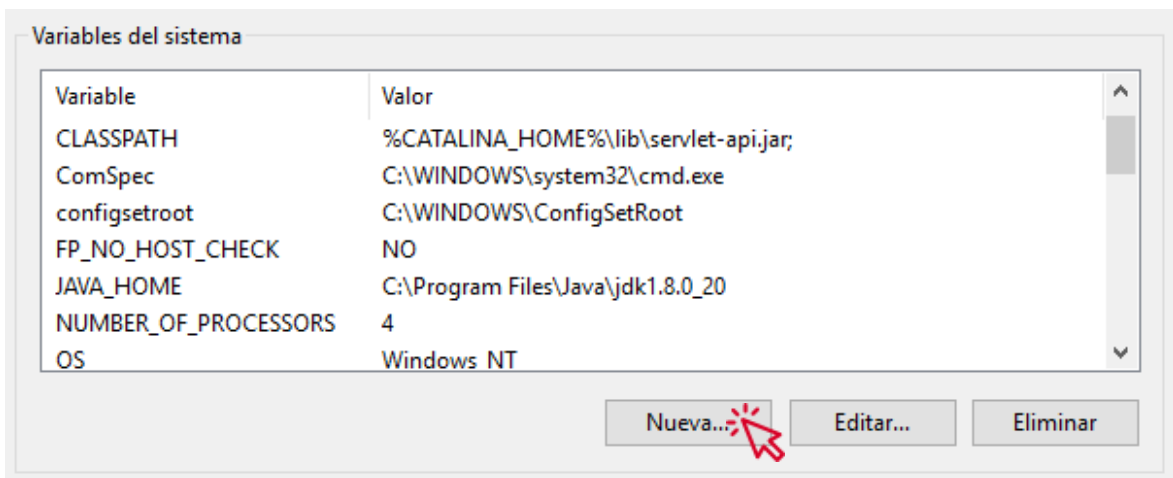 Variables del sistema
Variable Valor
CLASSPATH %CATALINA_HOME%\lib\servlet-api.jar;
ComSpec C:\WINDOWS\system32\cmd.exe
configsetroot C:\WINDOWS\ConfigSetRoot
FP_NO_HOST_CHECK NO
JAVA_HOME C:\Program Files\Java\jdk1.8.0_20
NUMBER_OF_PROCESSORS 4
OS Windows_NT
Nueva... Editar... Eliminar